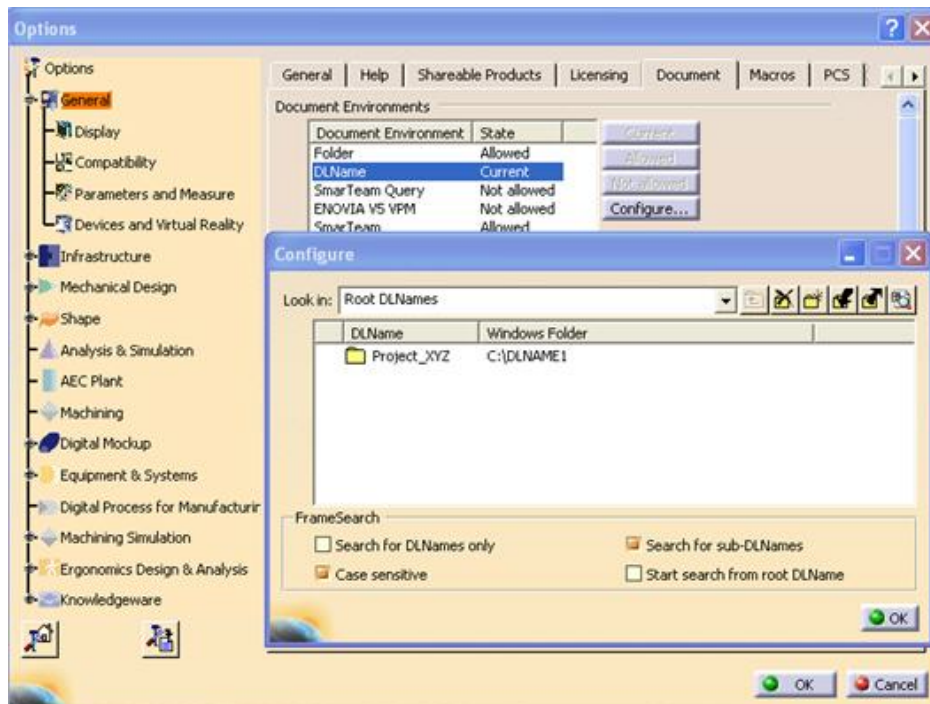 Options
Options
General
Display
Compatibility
Parameters and Measure
Devices and Virtual Reality
Infrastructure
Mechanical Design
Shape
Analysis & Simulation
AEC Plant
Machining
Digital Mockup
Equipment & Systems
Digital Process for Manufacturir
Machining Simulation
Ergonomics Design & Analysis
Knowledgeware
General Help Shareable Products Licensing Document Macros PCS
Document Environments
Document Environment State
Folder Allowed
DLName Current
SmarTeam Query Not allowed
ENOVIA V5 VPM Not allowed
SmarTeam Allowed
Current
Allowed
Not allowed
Configure...
Configure
Look in: Root DLNames
DLName Windows Folder
Project_XYZ C:\DLNAME1
FrameSearch
Search for DLNames only Search for sub-DLNames
Case sensitive Start search from root DLName
OK
OK Cancel